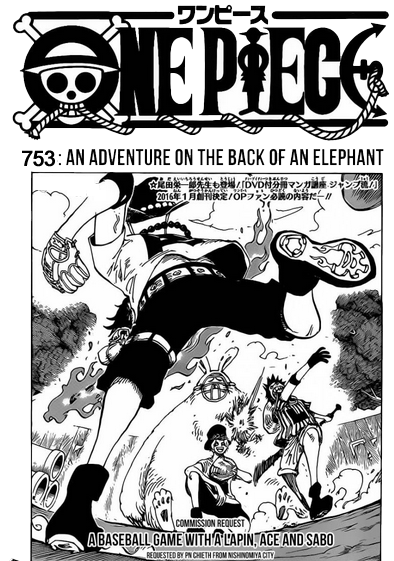 ワンピース
ONE PIECE
753: AN ADVENTURE ON THE BACK OF AN ELEPHANT
☆尾田栄一郎先生も登場!「DVD付分冊マンガ講座 ジャンプ流!」
2016年1月創刊決定!OPファン必読の内容だー!!
COMMISSION REQUEST
A BASEBALL GAME WITH A LAPIN, ACE AND SABO
REQUESTED BY PN CHIETH FROM NISHINOMIYA CITY